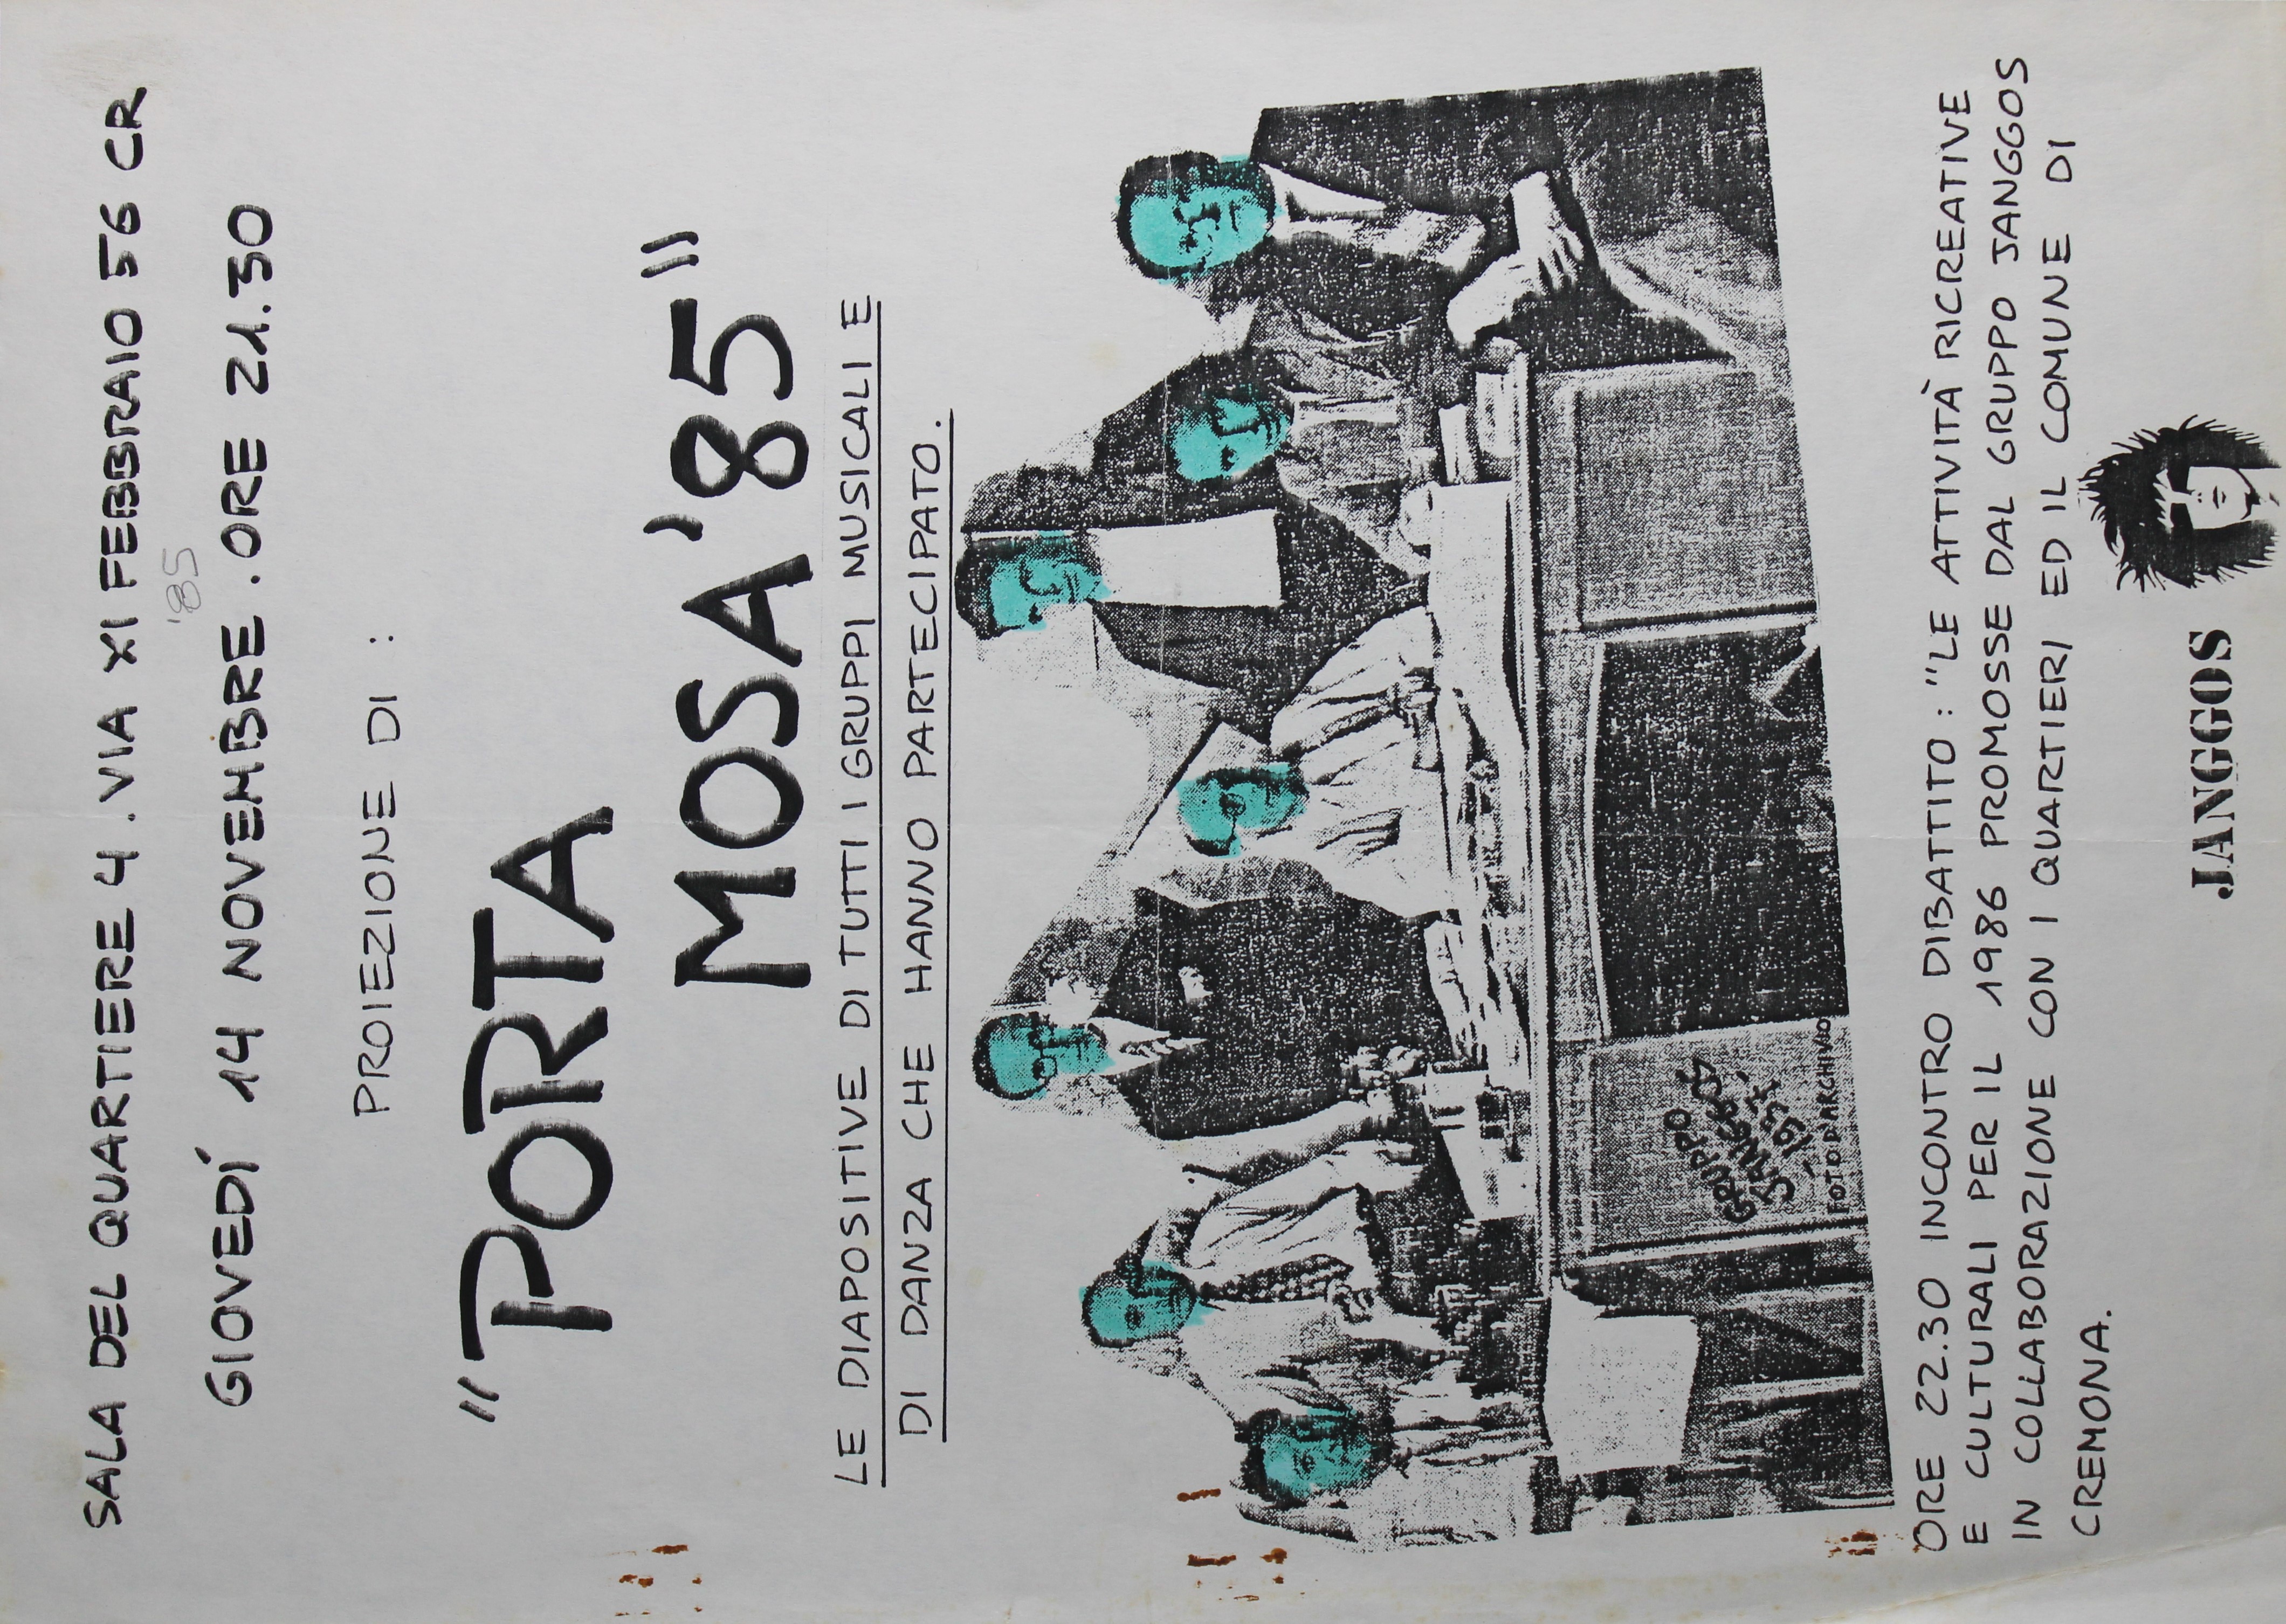 SALA DEL QUARTIERE 4 . VIA XI FEBBRAIO 56 CR
'85
GIOVEDÍ 14 NOVEMBRE . ORE 21.30
PROIEZIONE DI :
"PORTA
MOSA '85"
LE DIAPOSITIVE DI TUTTI I GRUPPI MUSICALI E
DI DANZA CHE HANNO PARTECIPATO.
GRUPPO
JANGGOS
FOTO D'ARCHIVIO
ORE 22.30 INCONTRO DIBATTITO : "LE ATTIVITÀ RICREATIVE
E CULTURALI PER IL 1986 PROMOSSE DAL GRUPPO JANGGOS
IN COLLABORAZIONE CON I QUARTIERI ED IL COMUNE DI
CREMONA.
JANGGOS